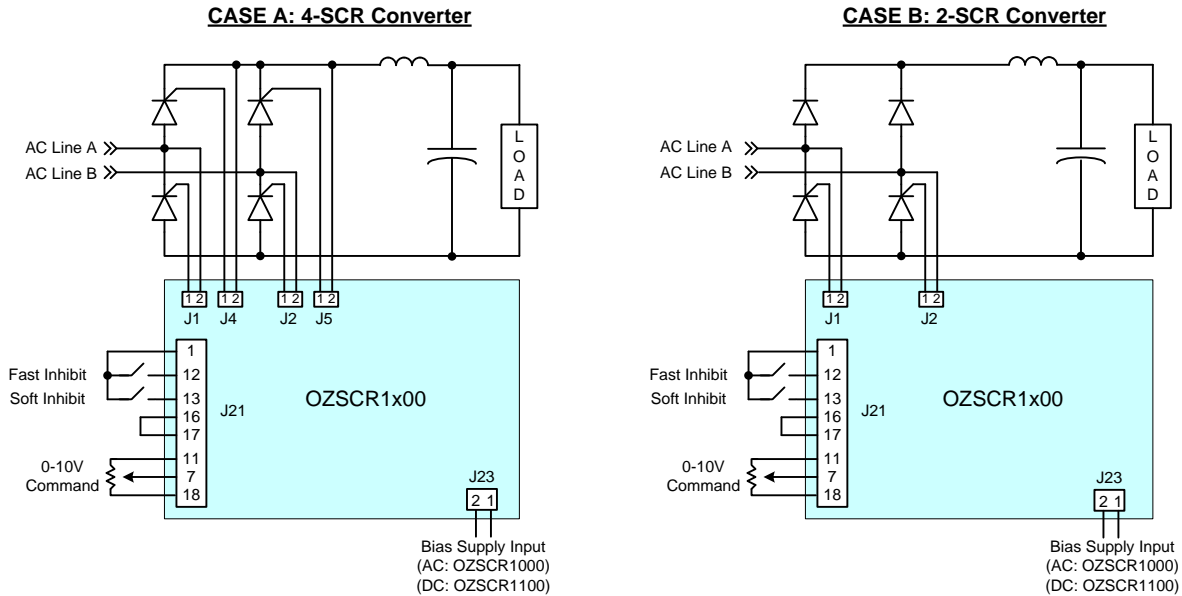 CASE A: 4-SCR Converter
AC Line A
AC Line B
L
O
A
D
1 2
1 2
1 2
1 2
J1
J4
J2
J5
1
Fast Inhibit
12
Soft Inhibit
13
16
17
J21
OZSCR1x00
0-10V
Command
11
7
18
J23
2 1
Bias Supply Input
(AC: OZSCR1000)
(DC: OZSCR1100)
CASE B: 2-SCR Converter
AC Line A
AC Line B
L
O
A
D
1 2
1 2
J1
J2
1
Fast Inhibit
12
Soft Inhibit
13
16
17
J21
OZSCR1x00
0-10V
Command
11
7
18
J23
2 1
Bias Supply Input
(AC: OZSCR1000)
(DC: OZSCR1100)